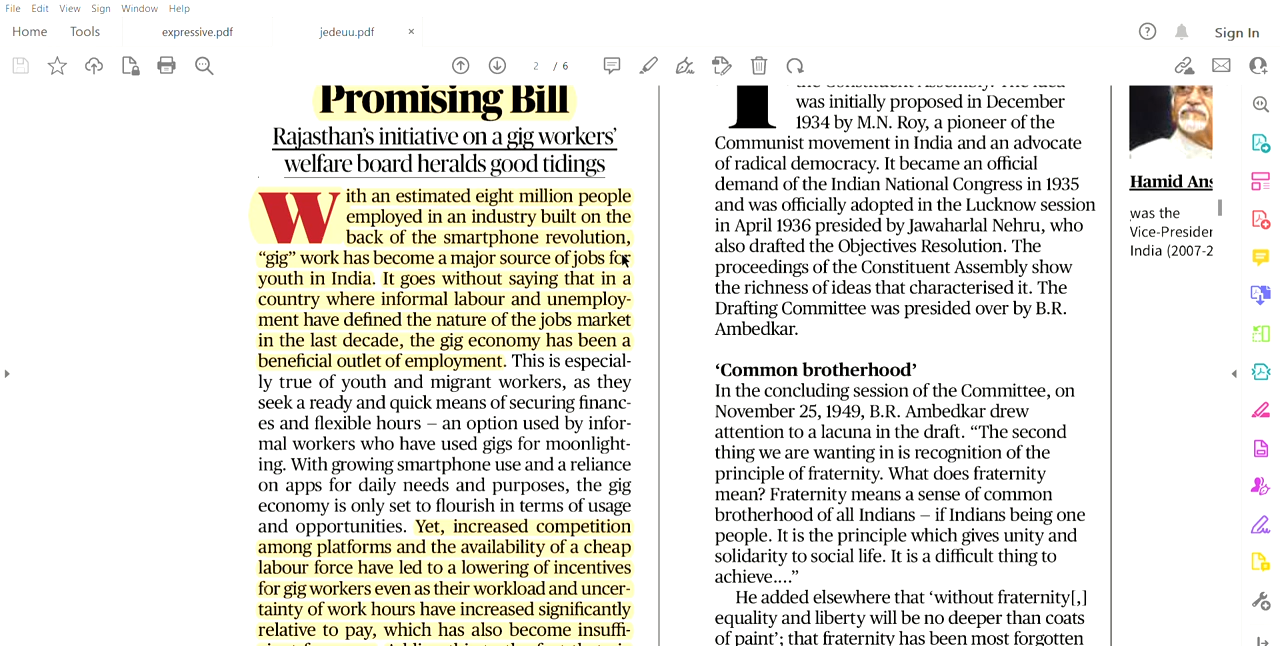 File Edit View Sign Window Help
Home Tools expressive.pdf jedeuu.pdf × Sign In
2 / 6
Promising Bill
Rajasthan's initiative on a gig workers'
welfare board heralds good tidings
With an estimated eight million people
employed in an industry built on the
back of the smartphone revolution,
“gig” work has become a major source of jobs for
youth in India. It goes without saying that in a
country where informal labour and unemploy-
ment have defined the nature of the jobs market
in the last decade, the gig economy has been a
beneficial outlet of employment. This is especial-
ly true of youth and migrant workers, as they
seek a ready and quick means of securing financ-
es and flexible hours – an option used by infor-
mal workers who have used gigs for moonlight-
ing. With growing smartphone use and a reliance
on apps for daily needs and purposes, the gig
economy is only set to flourish in terms of usage
and opportunities. Yet, increased competition
among platforms and the availability of a cheap
labour force have led to a lowering of incentives
for gig workers even as their workload and uncer-
tainty of work hours have increased significantly
relative to pay, which has also become insuffi-
the Constituent Assembly. The idea
was initially proposed in December
1934 by M.N. Roy, a pioneer of the
Communist movement in India and an advocate
of radical democracy. It became an official
demand of the Indian National Congress in 1935
and was officially adopted in the Lucknow session
in April 1936 presided by Jawaharlal Nehru, who
also drafted the Objectives Resolution. The
proceedings of the Constituent Assembly show
the richness of ideas that characterised it. The
Drafting Committee was presided over by B.R.
Ambedkar.
‘Common brotherhood’
In the concluding session of the Committee, on
November 25, 1949, B.R. Ambedkar drew
attention to a lacuna in the draft. “The second
thing we are wanting in is recognition of the
principle of fraternity. What does fraternity
mean? Fraternity means a sense of common
brotherhood of all Indians – if Indians being one
people. It is the principle which gives unity and
solidarity to social life. It is a difficult thing to
achieve....”
He added elsewhere that ‘without fraternity[,]
equality and liberty will be no deeper than coats
of paint’; that fraternity has been most forgotten
Hamid Ans
was the
Vice-Presiden
India (2007-2